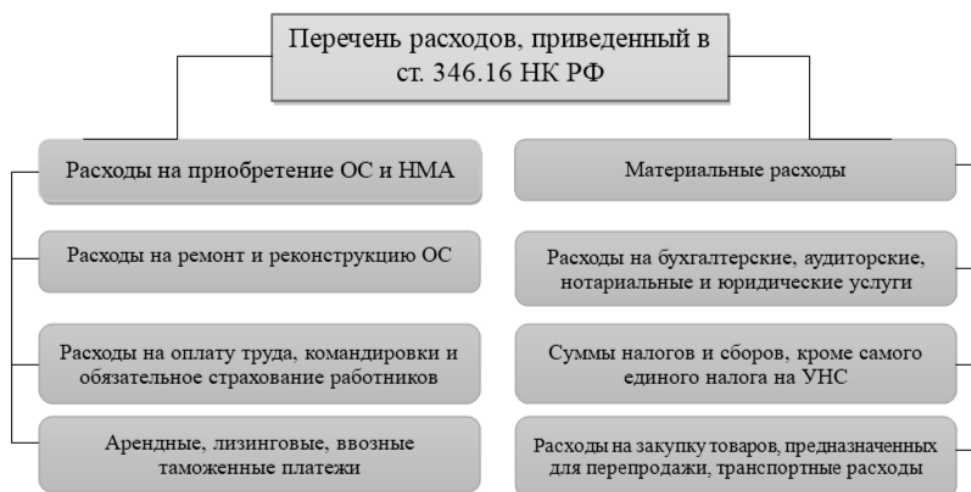 Перечень расходов, приведенный в
ст. 346.16 НК РФ
Расходы на приобретение ОС и НМА
Расходы на ремонт и реконструкцию ОС
Расходы на оплату труда, командировки и
обязательное страхование работников
Арендные, лизинговые, ввозные
таможенные платежи
Материальные расходы
Расходы на бухгалтерские, аудиторские,
нотариальные и юридические услуги
Суммы налогов и сборов, кроме самого
единого налога на УНС
Расходы на закупку товаров, предназначенных
для перепродажи, транспортные расходы